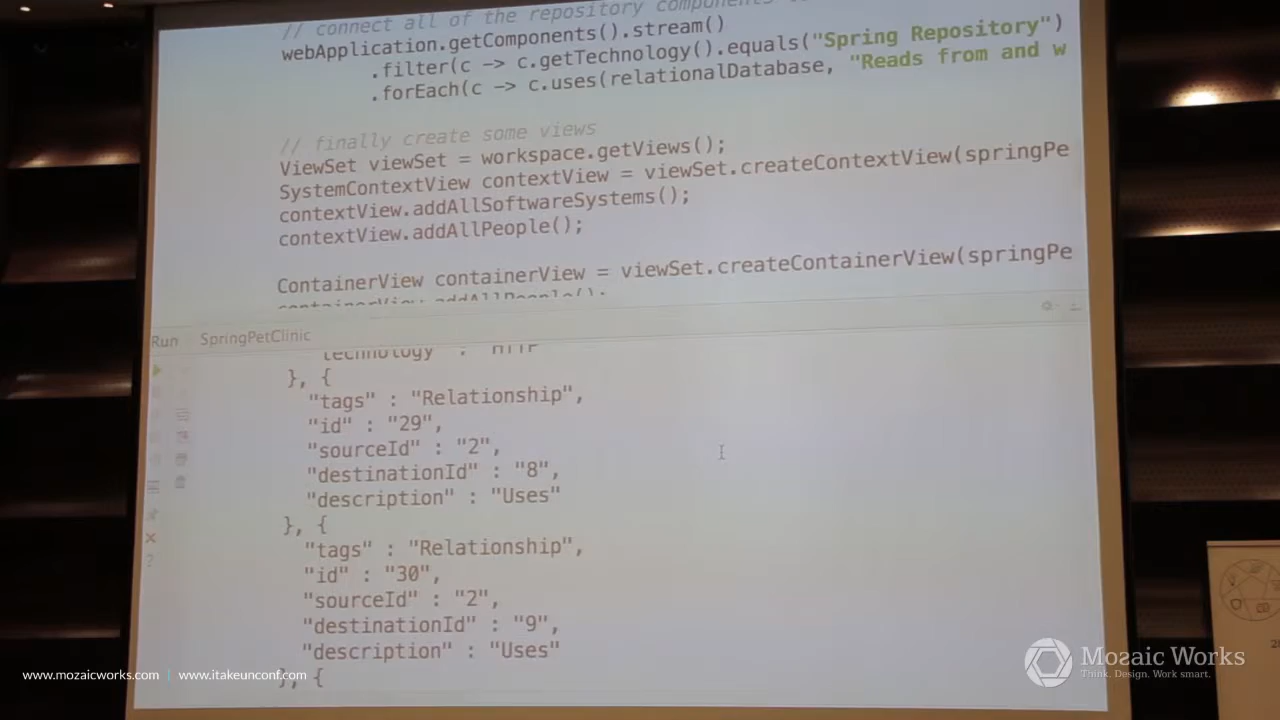 // connect all of the repository components
webApplication.getComponents().stream()
.filter(c -> c.getTechnology().equals("Spring Repository")
.forEach(c -> c.uses(relationalDatabase, "Reads from and w
// finally create some views
ViewSet viewSet = workspace.getViews();
SystemContextView contextView = viewSet.createContextView(springPe
contextView.addAllSoftwareSystems();
contextView.addAllPeople();
ContainerView containerView = viewSet.createContainerView(springPe
containerView.addAllPeople();
Run SpringPetClinic
"technology" : "HTTP"
}, {
"tags" : "Relationship",
"id" : "29",
"sourceId" : "2",
"destinationId" : "8",
"description" : "Uses"
}, {
"tags" : "Relationship",
"id" : "30",
"sourceId" : "2",
"destinationId" : "9",
"description" : "Uses"
}, {
www.mozaicworks.com | www.itakeunconf.com
Mozaic Works
Think. Design. Work smart.